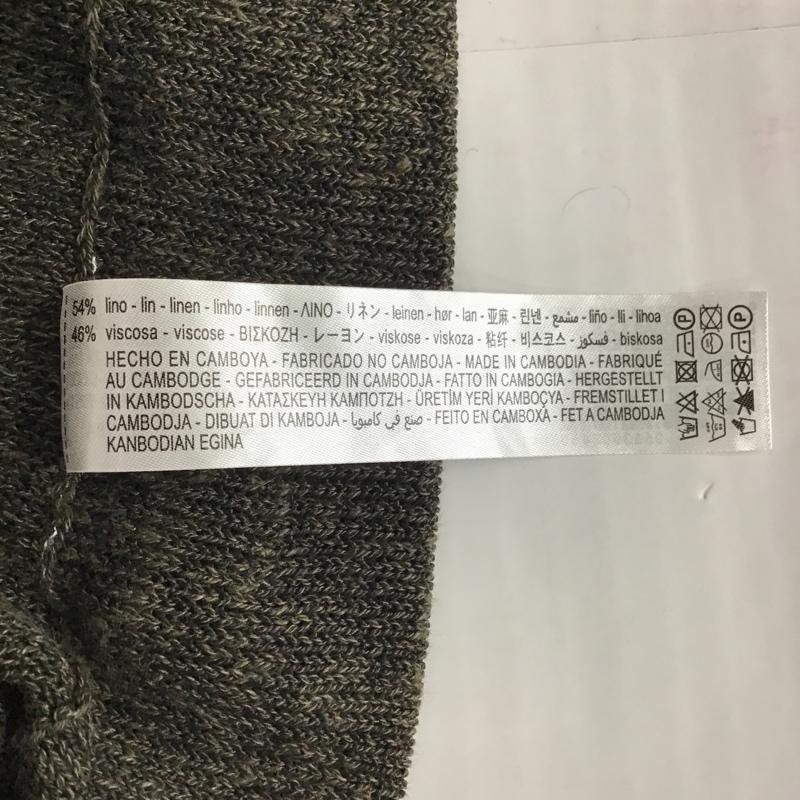 54% lino - lin - linen - linho - linnen - ΛΙΝΟ - リネン - leinen - hør - lan - 亚麻 - 린넨 - مشمع - liño - lli - lihoa
46% viscosa - viscose - ΒΙΣΚΟΖΗ - レーヨン - viskose - viskoza - 粘纤 - 비스코스 - فسكوز - biskosa
HECHO EN CAMBOYA - FABRICADO NO CAMBOJA - MADE IN CAMBODIA - FABRIQUÉ
AU CAMBODGE - GEFABRICEERD IN CAMBODJA - FATTO IN CAMBOGIA - HERGESTELLT
IN KAMBODSCHA - ΚΑΤΑΣΚΕΥΗ ΚΑΜΠΟΤΖΗ - ÜRETİM YERİ KAMBOÇYA - FREMSTILLET I
CAMBODJA - DIBUAT DI KAMBOJA - صنع في كامبوبا - FEITO EN CAMBOXA - FET A CAMBODJA
KANBODIAN EGINA
P P